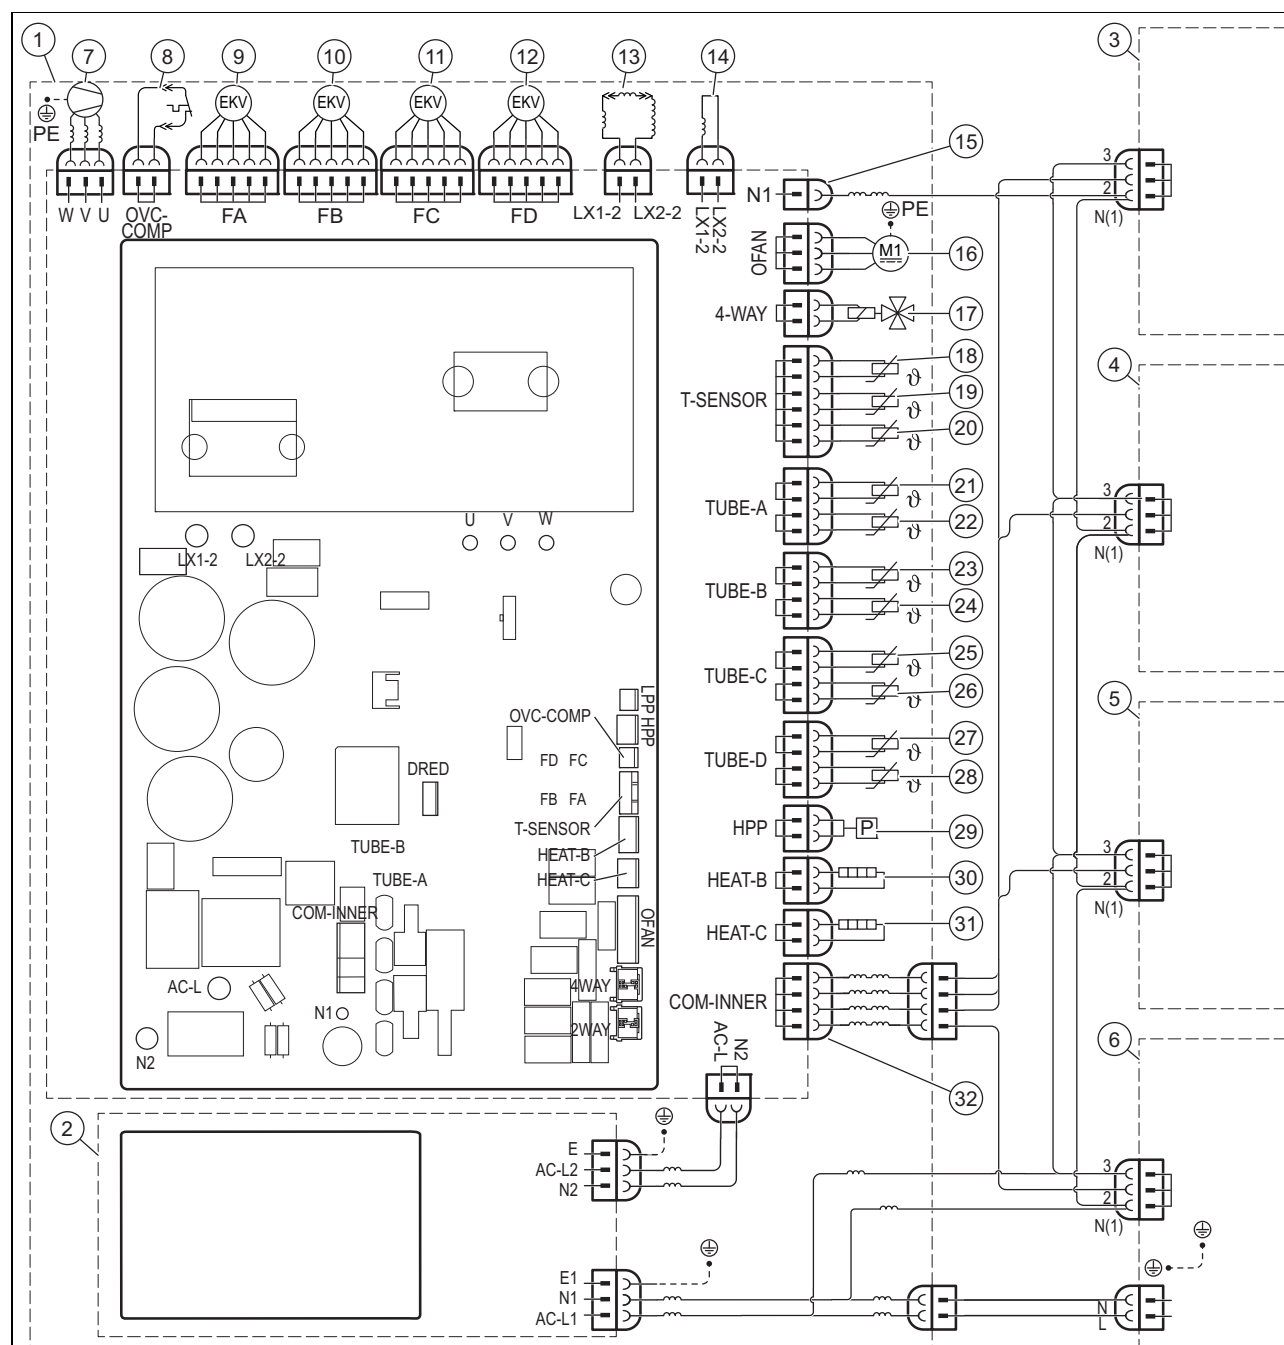 1 7 8 9 10 11 12 13 14 3
EKV EKV EKV EKV
PE
15
3
2
N(1)
N1
W V U OVC-COMP FA FB FC FD LX1-2 LX2-2 LX1-2 LX2-2
PE
OFAN M1 16
4-WAY 17
18
ϑ
T-SENSOR 19
ϑ
20
ϑ
4
TUBE-A 21
ϑ
22
ϑ
3
2
N(1)
U V W
LX1-2 LX2-2
TUBE-B 23
ϑ
24
ϑ
TUBE-C 25
ϑ
26
ϑ
5
LPP HPP
OVC-COMP
FD FC
DRED
FB FA
T-SENSOR
TUBE-B
HEAT-B
TUBE-A
HEAT-C
COM-INNER
OFAN
AC-L
4WAY
N1
2WAY
N2
TUBE-D 27
ϑ
28
ϑ
HPP P 29
HEAT-B 30
3
2
N(1)
HEAT-C 31
COM-INNER
AC-L N2
32
6
2
E
AC-L2
N2
3
2
N(1)
E1
N1
AC-L1
N
L